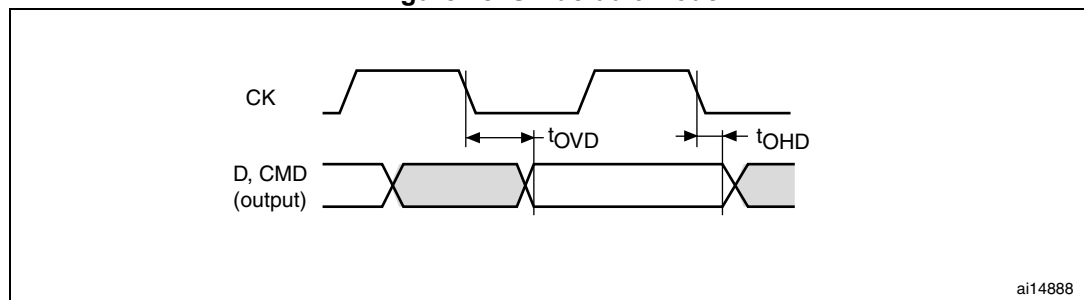 CK
tOVD
tOHD
D, CMD
(output)
ai14888